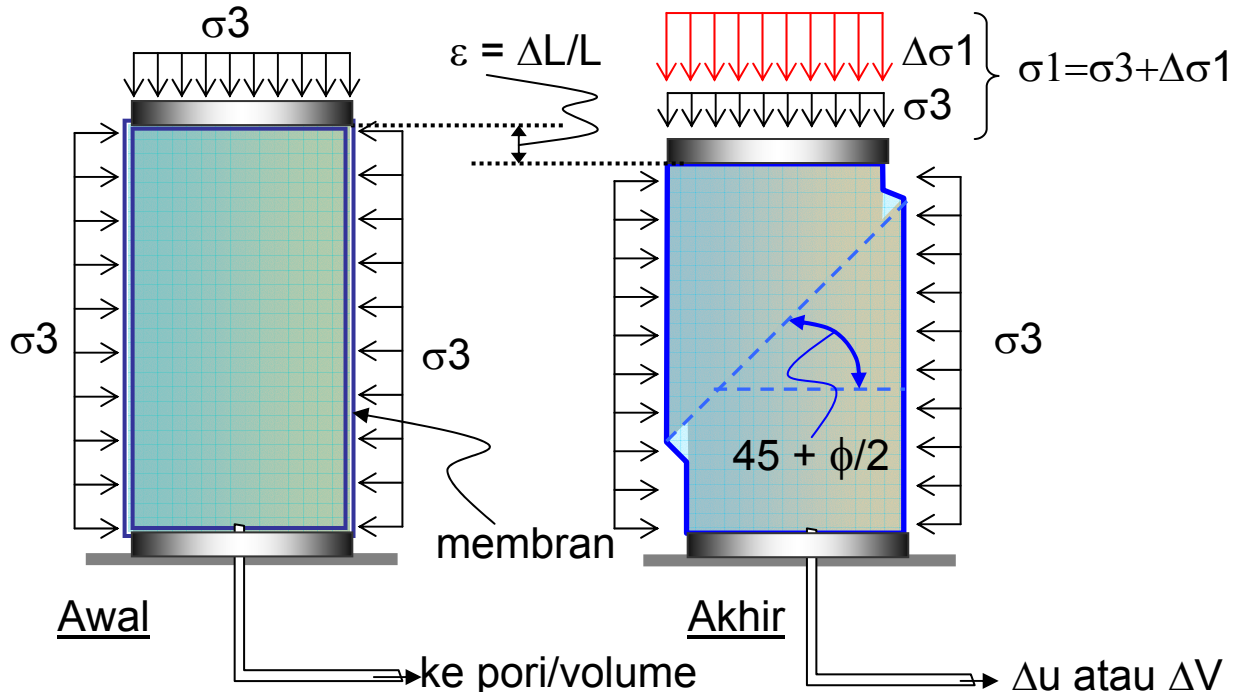 σ3
ε = ΔL/L
Δσ1
σ3
σ1=σ3+Δσ1
σ3
σ3
σ3
45 + ϕ/2
membran
Awal
Akhir
ke pori/volume
Δu atau ΔV